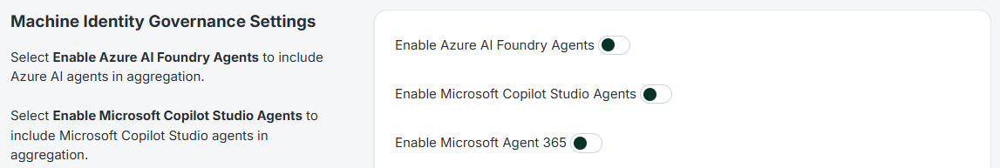 Machine Identity Governance Settings
Select Enable Azure AI Foundry Agents to include
Azure AI agents in aggregation.
Select Enable Microsoft Copilot Studio Agents to
include Microsoft Copilot Studio agents in
aggregation.
Enable Azure AI Foundry Agents
Enable Microsoft Copilot Studio Agents
Enable Microsoft Agent 365